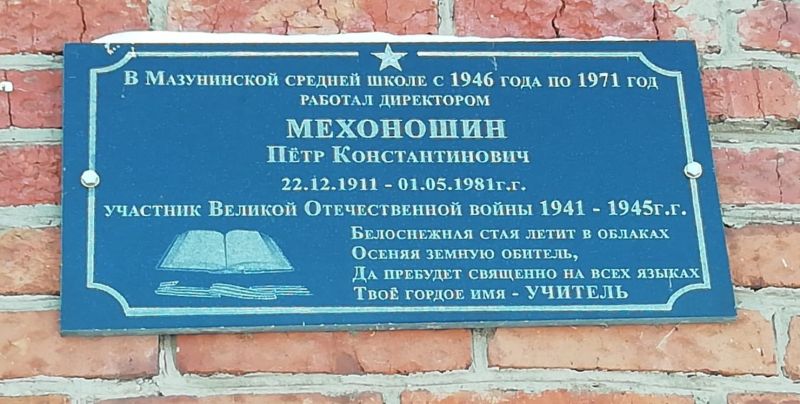 В Мазунинской средней школе с 1946 года по 1971 год
работал директором
МЕХОНОШИН
Пётр Константинович
22.12.1911 - 01.05.1981г.г.
участник Великой Отечественной войны 1941 - 1945г.г.
Белоснежная стая летит в облаках
Осеняя земную обитель,
Да пребудет священно на всех языках
Твоё гордое имя - УЧИТЕЛЬ